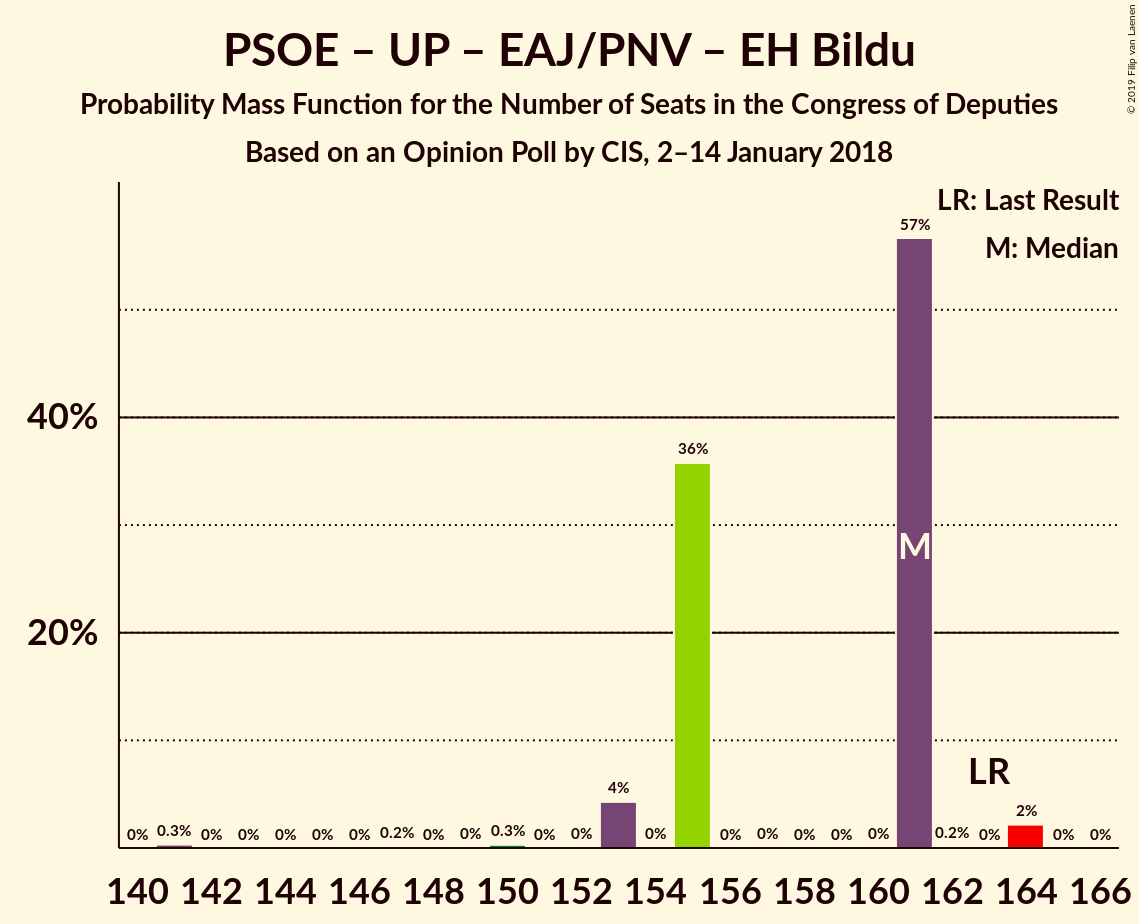 PSOE – UP – EAJ/PNV – EH Bildu
Probability Mass Function for the Number of Seats in the Congress of Deputies
Based on an Opinion Poll by CIS, 2–14 January 2018
© 2019 Filip van Laenen
LR: Last Result
M: Median
57%
40%
36%
M
20%
LR
4%
2%
0% 0.3% 0% 0% 0% 0% 0% 0.2% 0% 0% 0.3% 0% 0% 0% 0% 0% 0% 0% 0% 0.2% 0% 0% 0%
140 142 144 146 148 150 152 154 156 158 160 162 164 166